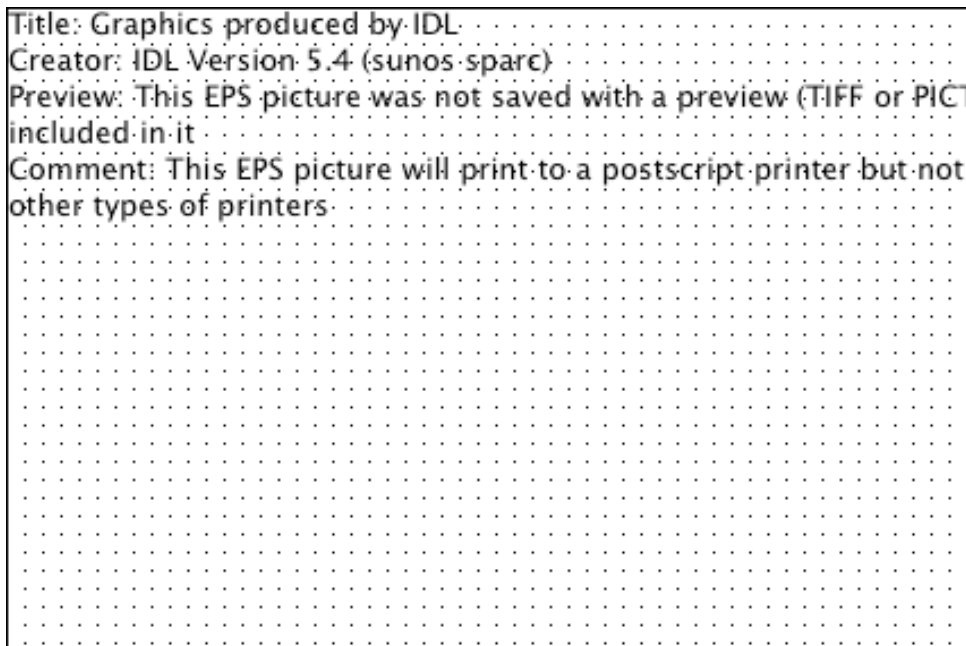 Title: Graphics produced by IDL
Creator: IDL Version 5.4 (sunos sparc)
Preview: This EPS picture was not saved with a preview (TIFF or PICT
included in it
Comment: This EPS picture will print to a postscript printer but not
other types of printers